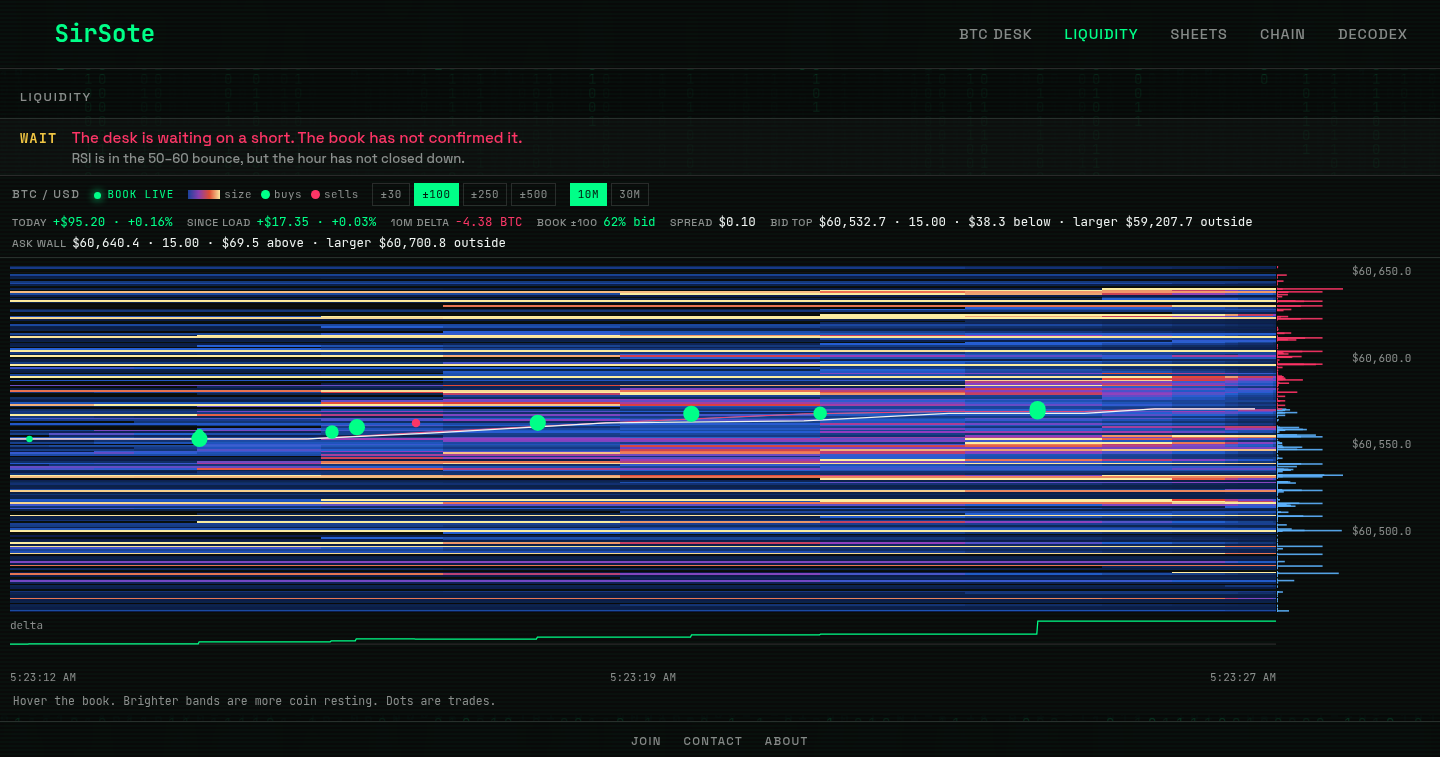 SirSote
BTC DESK LIQUIDITY SHEETS CHAIN DECODEX
LIQUIDITY
WAIT The desk is waiting on a short. The book has not confirmed it.
RSI is in the 50–60 bounce, but the hour has not closed down.
BTC / USD BOOK LIVE size buys sells ±30 ±100 ±250 ±500 10M 30M
TODAY +$95.20 · +0.16% SINCE LOAD +$17.35 · +0.03% 10M DELTA -4.38 BTC BOOK ±100 62% bid SPREAD $0.10 BID TOP $60,532.7 · 15.00 · $38.3 below · larger $59,207.7 outside
ASK WALL $60,640.4 · 15.00 · $69.5 above · larger $60,700.8 outside
$60,650.0
$60,600.0
$60,550.0
$60,500.0
delta
5:23:12 AM 5:23:19 AM 5:23:27 AM
Hover the book. Brighter bands are more coin resting. Dots are trades.
JOIN CONTACT ABOUT